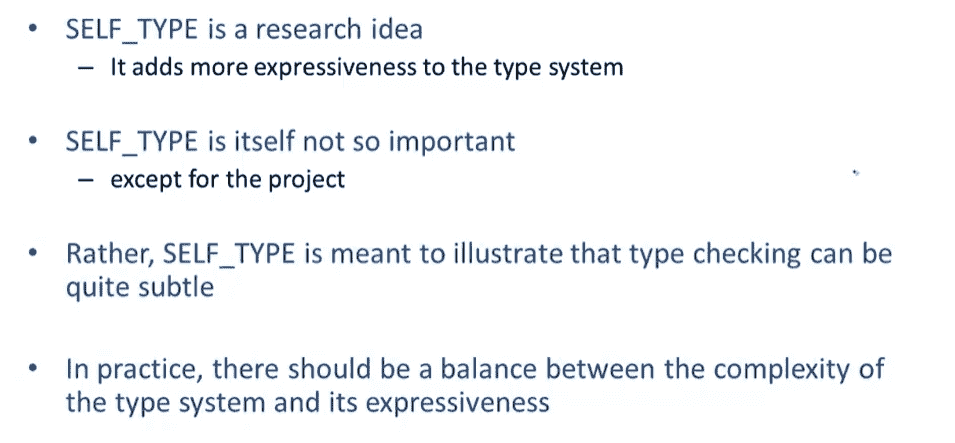 • SELF_TYPE is a research idea
– It adds more expressiveness to the type system
• SELF_TYPE is itself not so important
– except for the project
• Rather, SELF_TYPE is meant to illustrate that type checking can be
quite subtle
• In practice, there should be a balance between the complexity of
the type system and its expressiveness